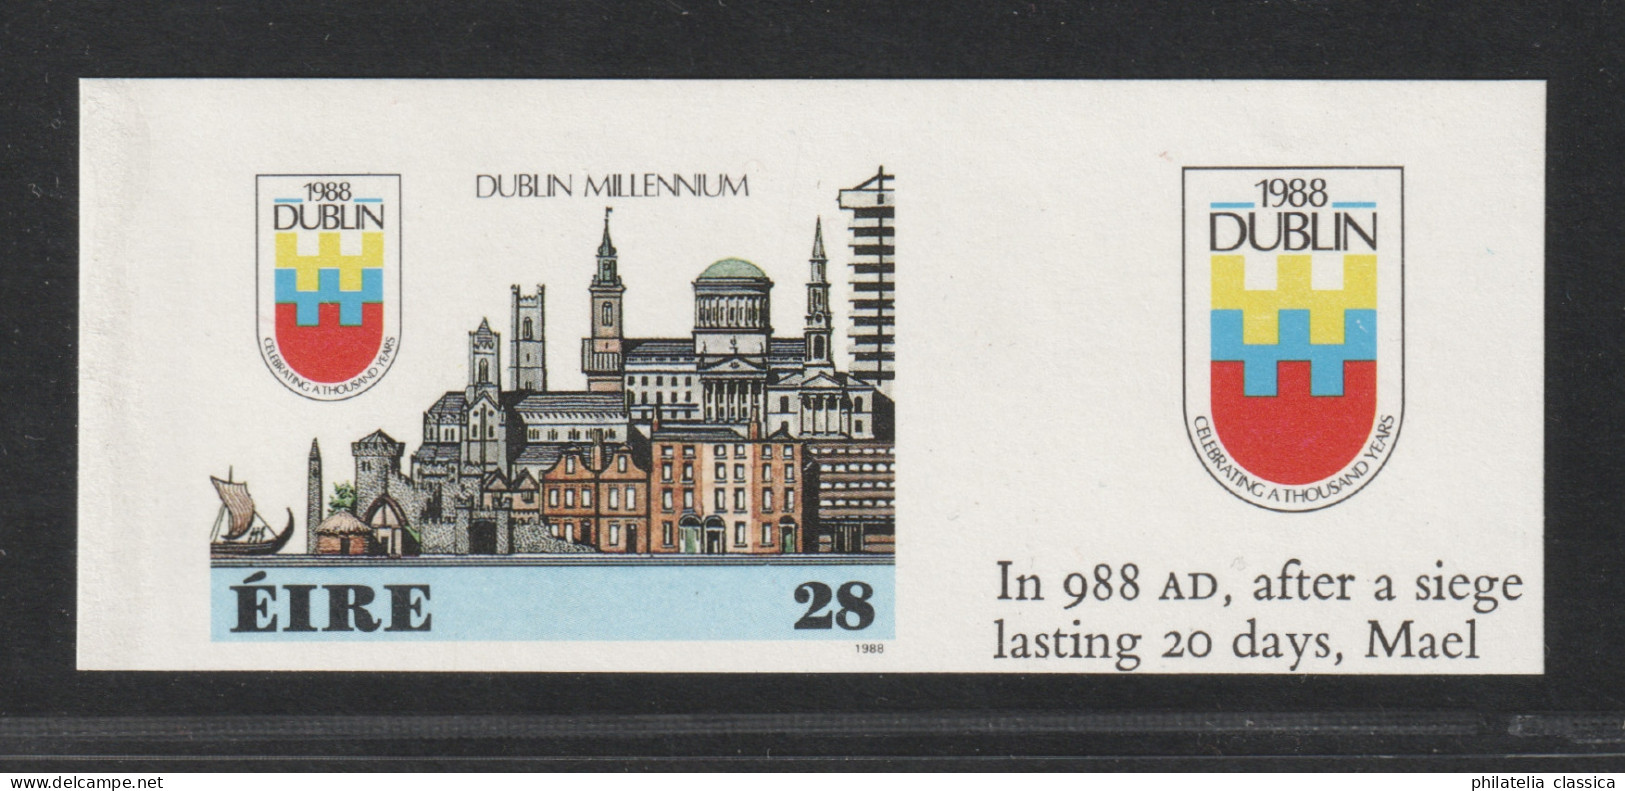 1988
DUBLIN
CELEBRATING A THOUSAND YEARS
DUBLIN MILLENNIUM
ÉIRE
28
1988
1988
DUBLIN
CELEBRATING A THOUSAND YEARS
In 988 AD, after a siege
lasting 20 days, Mael
www.delcampe.net
philatelia classica